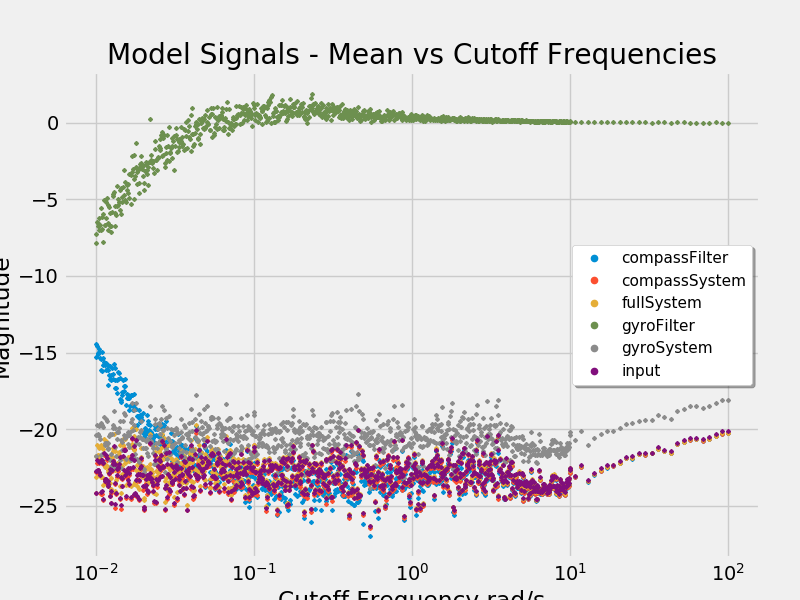 Model Signals - Mean vs Cutoff Frequencies
Magnitude
0
−5
−10
−15
−20
−25
compassFilter
compassSystem
fullSystem
gyroFilter
gyroSystem
input
10⁻² 10⁻¹ 10⁰ 10¹ 10²
Cutoff Frequency rad/s